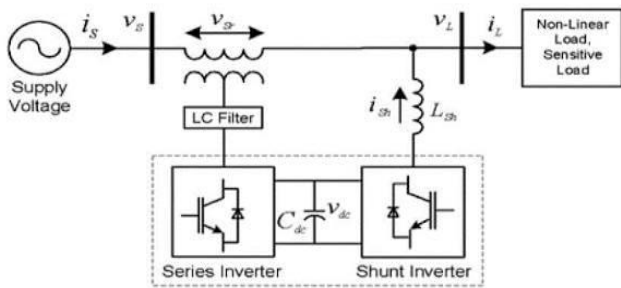 i_S
v_S
v_Sr
v_L
i_L
Non-Linear
Load,
Sensitive
Load
Supply
Voltage
LC Filter
i_Sh
L_Sh
C_dc
v_dc
Series Inverter
Shunt Inverter